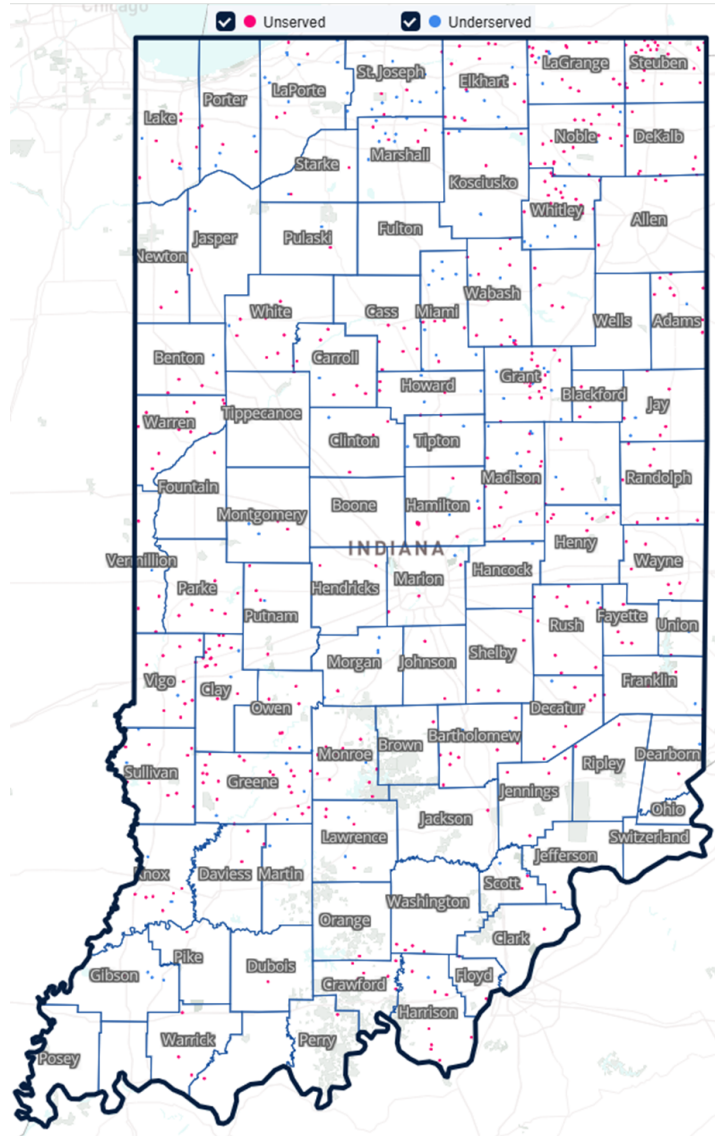 Chicago
Unserved Underserved
LaGrange Steuben
St. Joseph
Elkhart
LaPorte
Porter
Lake
Noble DeKalb
Marshall
Starke
Kosciusko
Whitley
Allen
Fulton
Jasper Pulaski
Newton
Wabash
White Cass Miami
Wells Adams
Benton Carroll
Grant
Howard
Blackford
Jay
Tippecanoe
Warren
Clinton Tipton
Madison Randolph
Fountain
Boone Hamilton
Montgomery
INDIANA
Henry
Vermillion Wayne
Hancock
Marion
Parke Hendricks
Putnam
Rush Fayette
Union
Shelby
Morgan Johnson
Vigo Franklin
Clay
Owen Decatur
Bartholomew
Brown
Monroe Dearborn
Ripley
Sullivan
Greene
Jennings
Ohio
Jackson
Lawrence Switzerland
Jefferson
Knox Daviess Martin
Scott
Washington
Orange
Clark
Pike
Dubois
Gibson Floyd
Crawford
Harrison
Warrick Perry
Posey